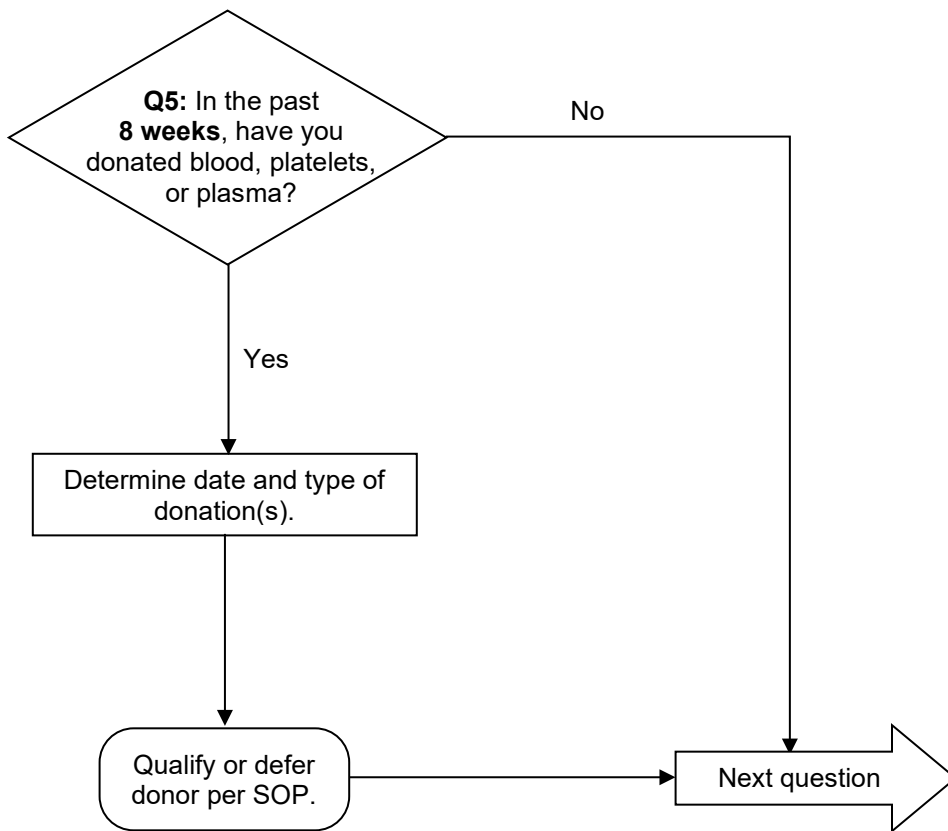 Q5: In the past
8 weeks, have you
donated blood, platelets,
or plasma?
No
Yes
Determine date and type of
donation(s).
Qualify or defer
donor per SOP.
Next question